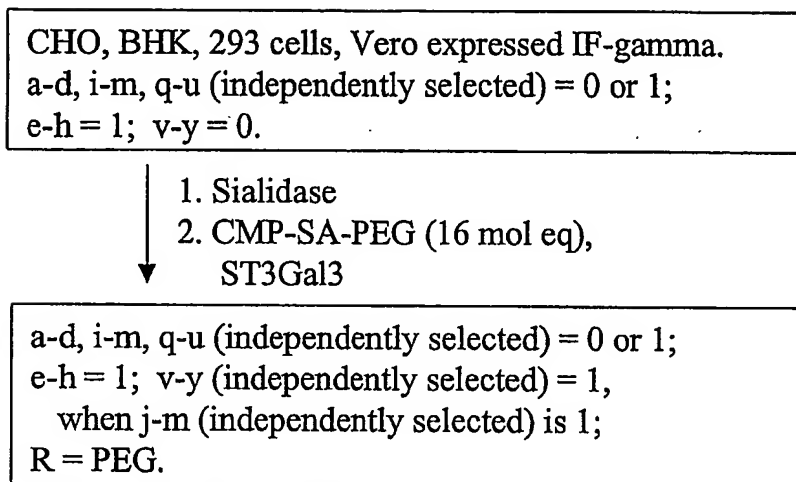 CHO, BHK, 293 cells, Vero expressed IF-gamma.
a-d, i-m, q-u (independently selected) = 0 or 1;
e-h = 1; v-y = 0.
1. Sialidase
2. CMP-SA-PEG (16 mol eq),
ST3Gal3
a-d, i-m, q-u (independently selected) = 0 or 1;
e-h = 1; v-y (independently selected) = 1,
when j-m (independently selected) is 1;
R = PEG.